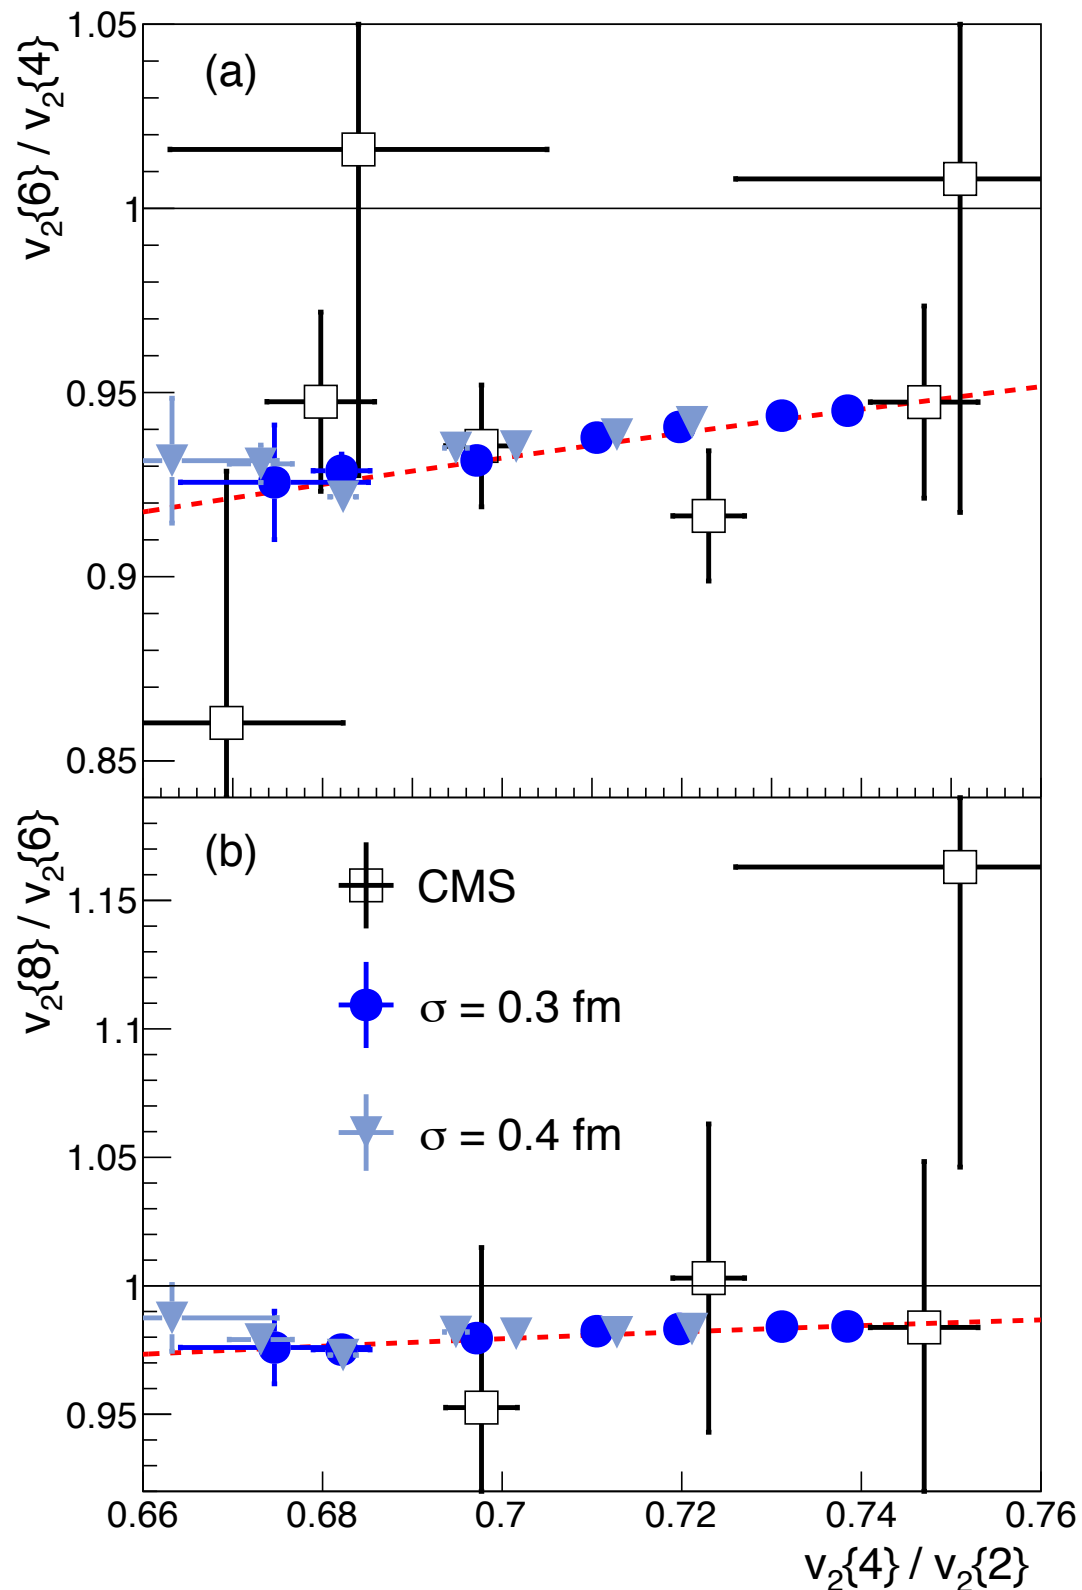 v₂{6} / v₂{4}
(a)
1.05
1
0.95
0.9
0.85
v₂{8} / v₂{6}
(b)
1.15
1.1
1.05
1
0.95
CMS
σ = 0.3 fm
σ = 0.4 fm
0.66 0.68 0.7 0.72 0.74 0.76
v₂{4} / v₂{2}